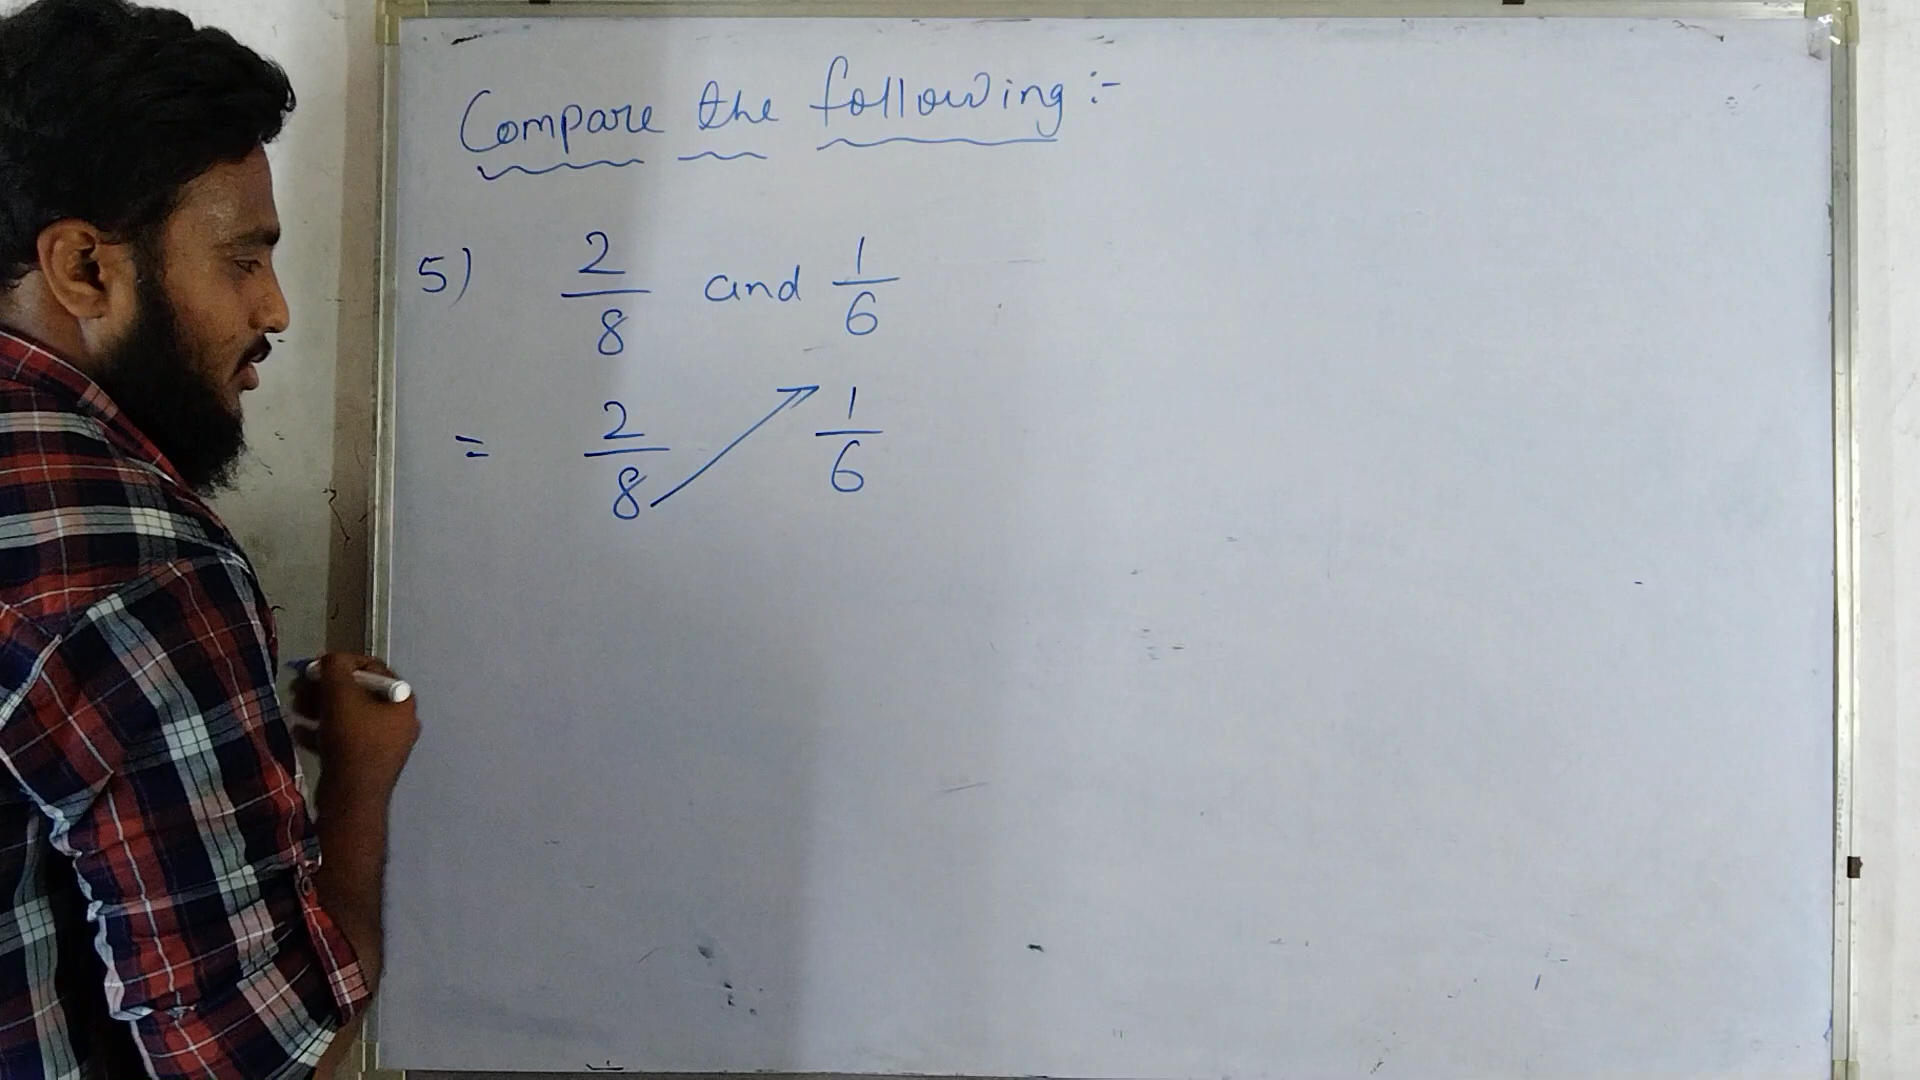 Compare the following :-
5) 2/8 and 1/6
= 2/8 1/6